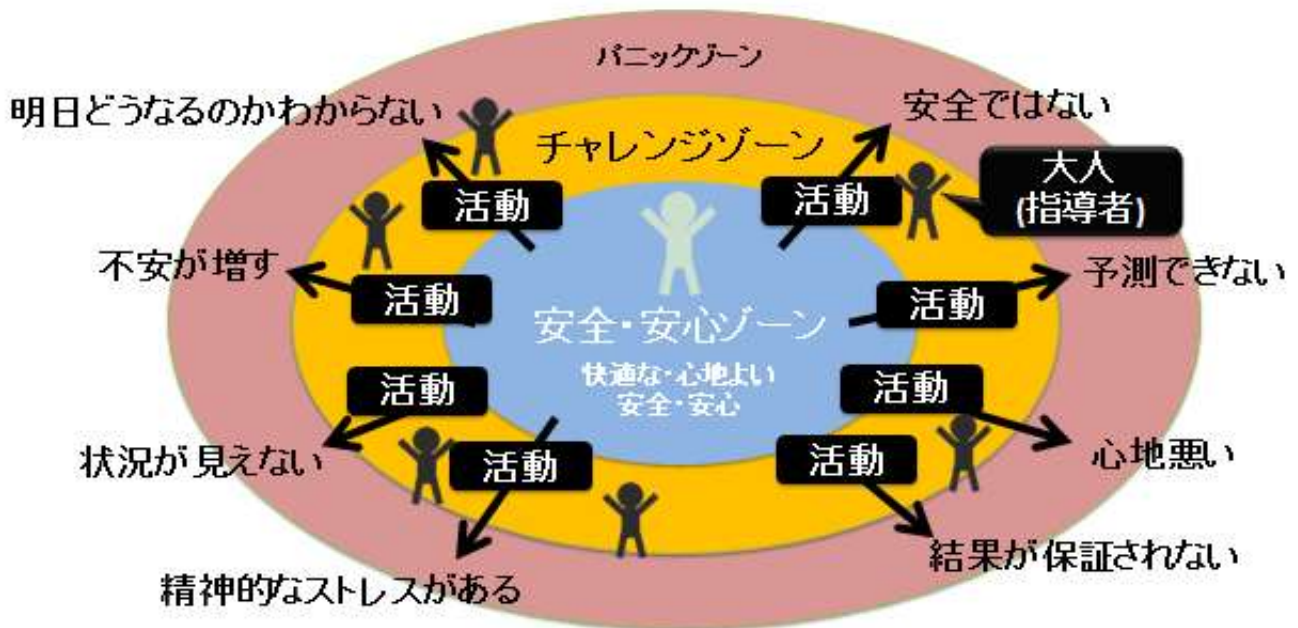 パニックゾーン
明日どうなるのかわからない
安全ではない
チャレンジゾーン
大人
(指導者)
活動
活動
不安が増す
予測できない
活動
活動
安全・安心ゾーン
快適な・心地よい
安全・安心
活動
活動
状況が見えない
心地悪い
活動
活動
結果が保証されない
精神的なストレスがある